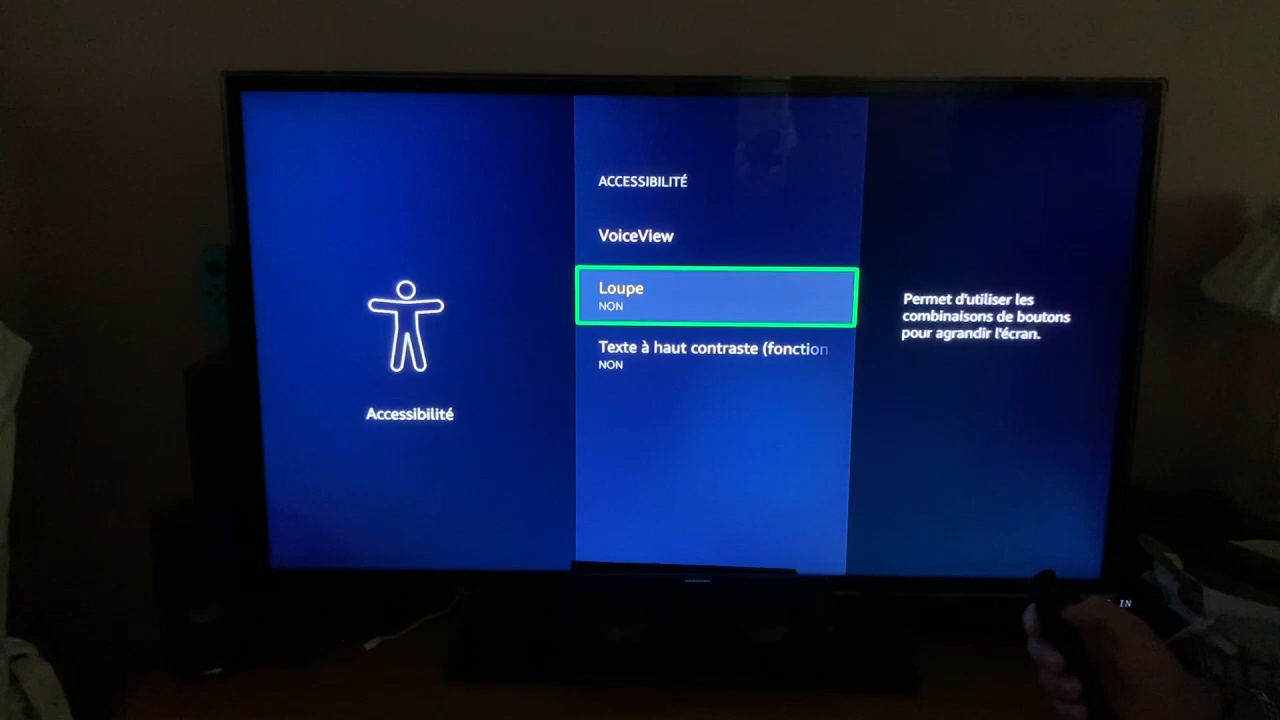 ACCESSIBILITÉ
VoiceView
Loupe
NON
Texte à haut contraste (fonction
NON
Accessibilité
Permet d'utiliser les
combinaisons de boutons
pour agrandir l'écran.
IN